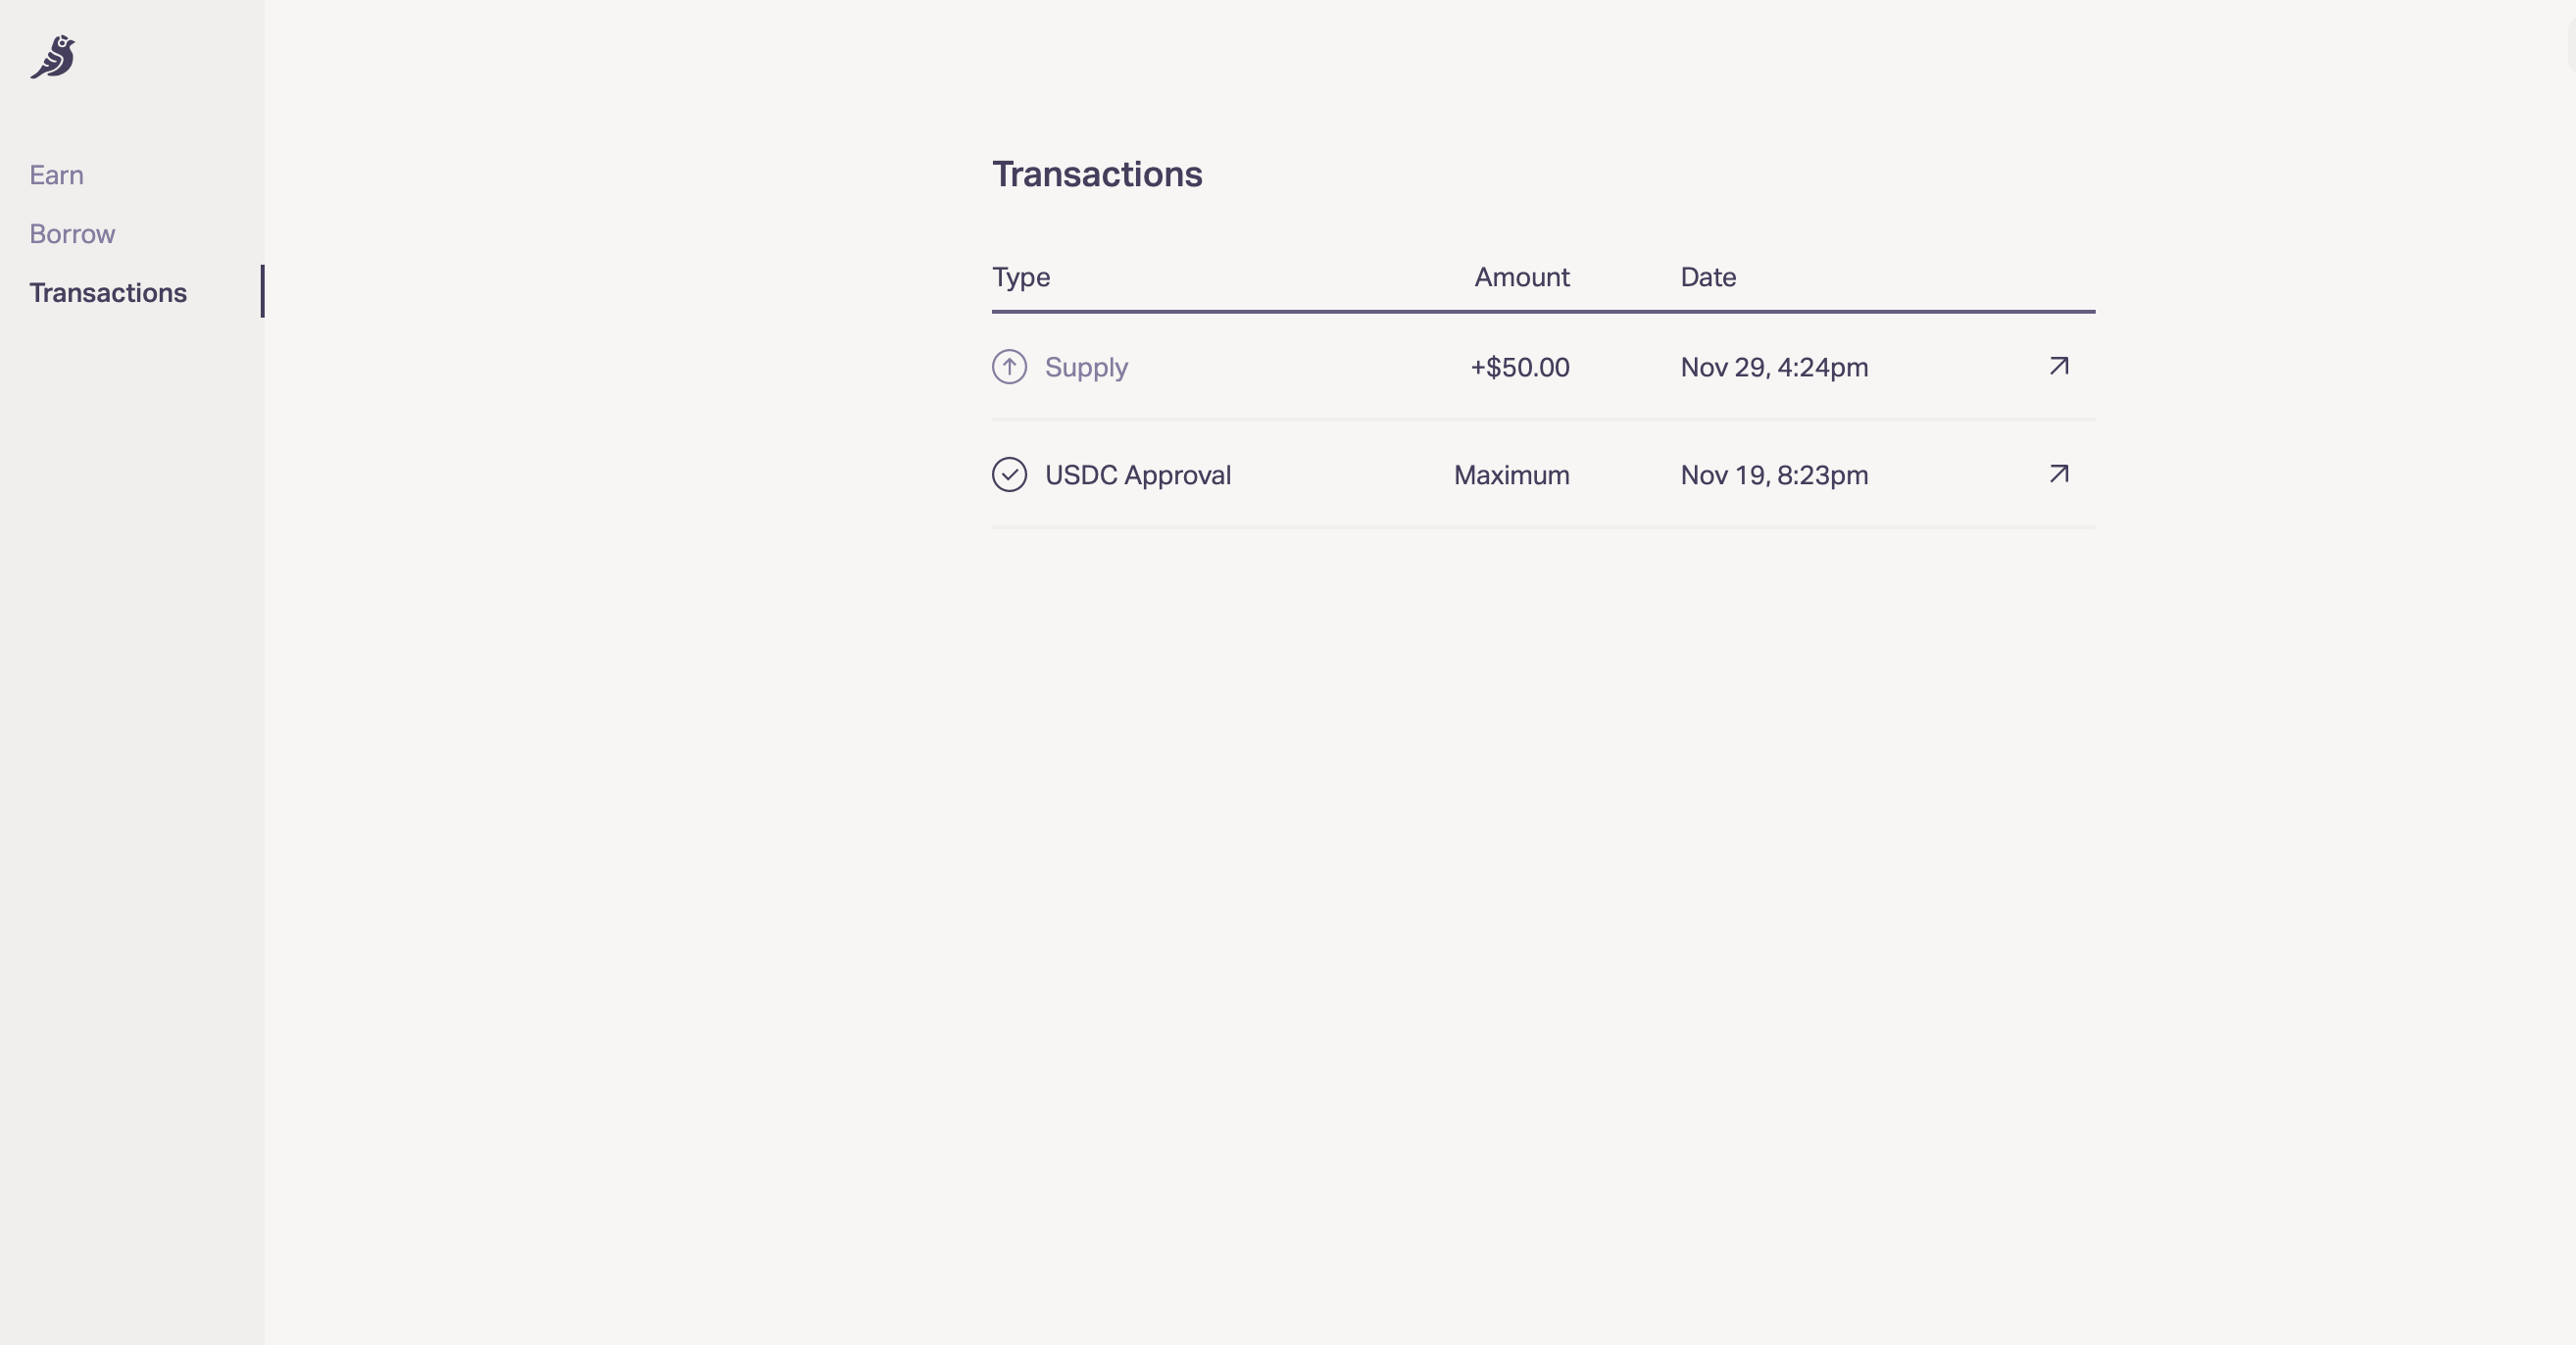 Earn
Borrow
Transactions
Transactions
Type Amount Date
Supply +$50.00 Nov 29, 4:24pm
USDC Approval Maximum Nov 19, 8:23pm